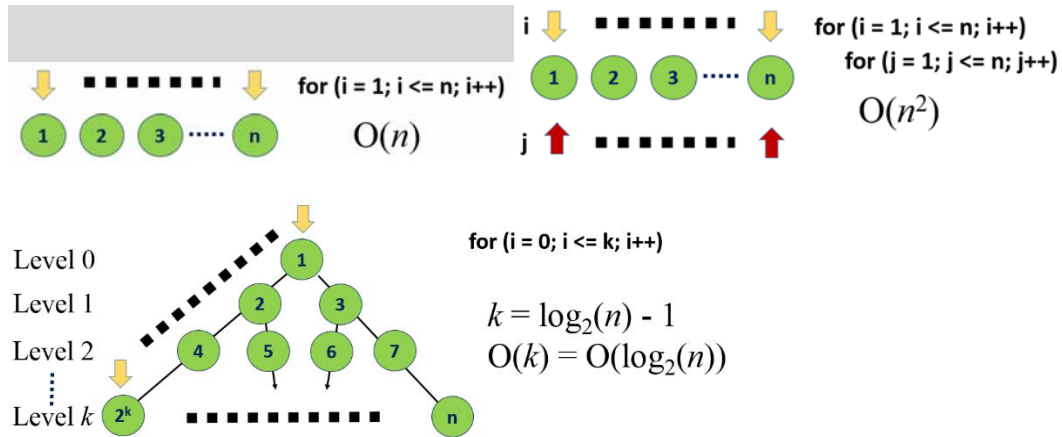 for (i = 1; i <= n; i++)
1 2 3 ...... n
O(n)
i
for (i = 1; i <= n; i++)
for (j = 1; j <= n; j++)
1 2 3 ...... n
O(n²)
j
for (i = 0; i <= k; i++)
Level 0
1
Level 1
2 3
Level 2
4 5 6 7
Level k
2ᵏ n
k = log₂(n) - 1
O(k) = O(log₂(n))